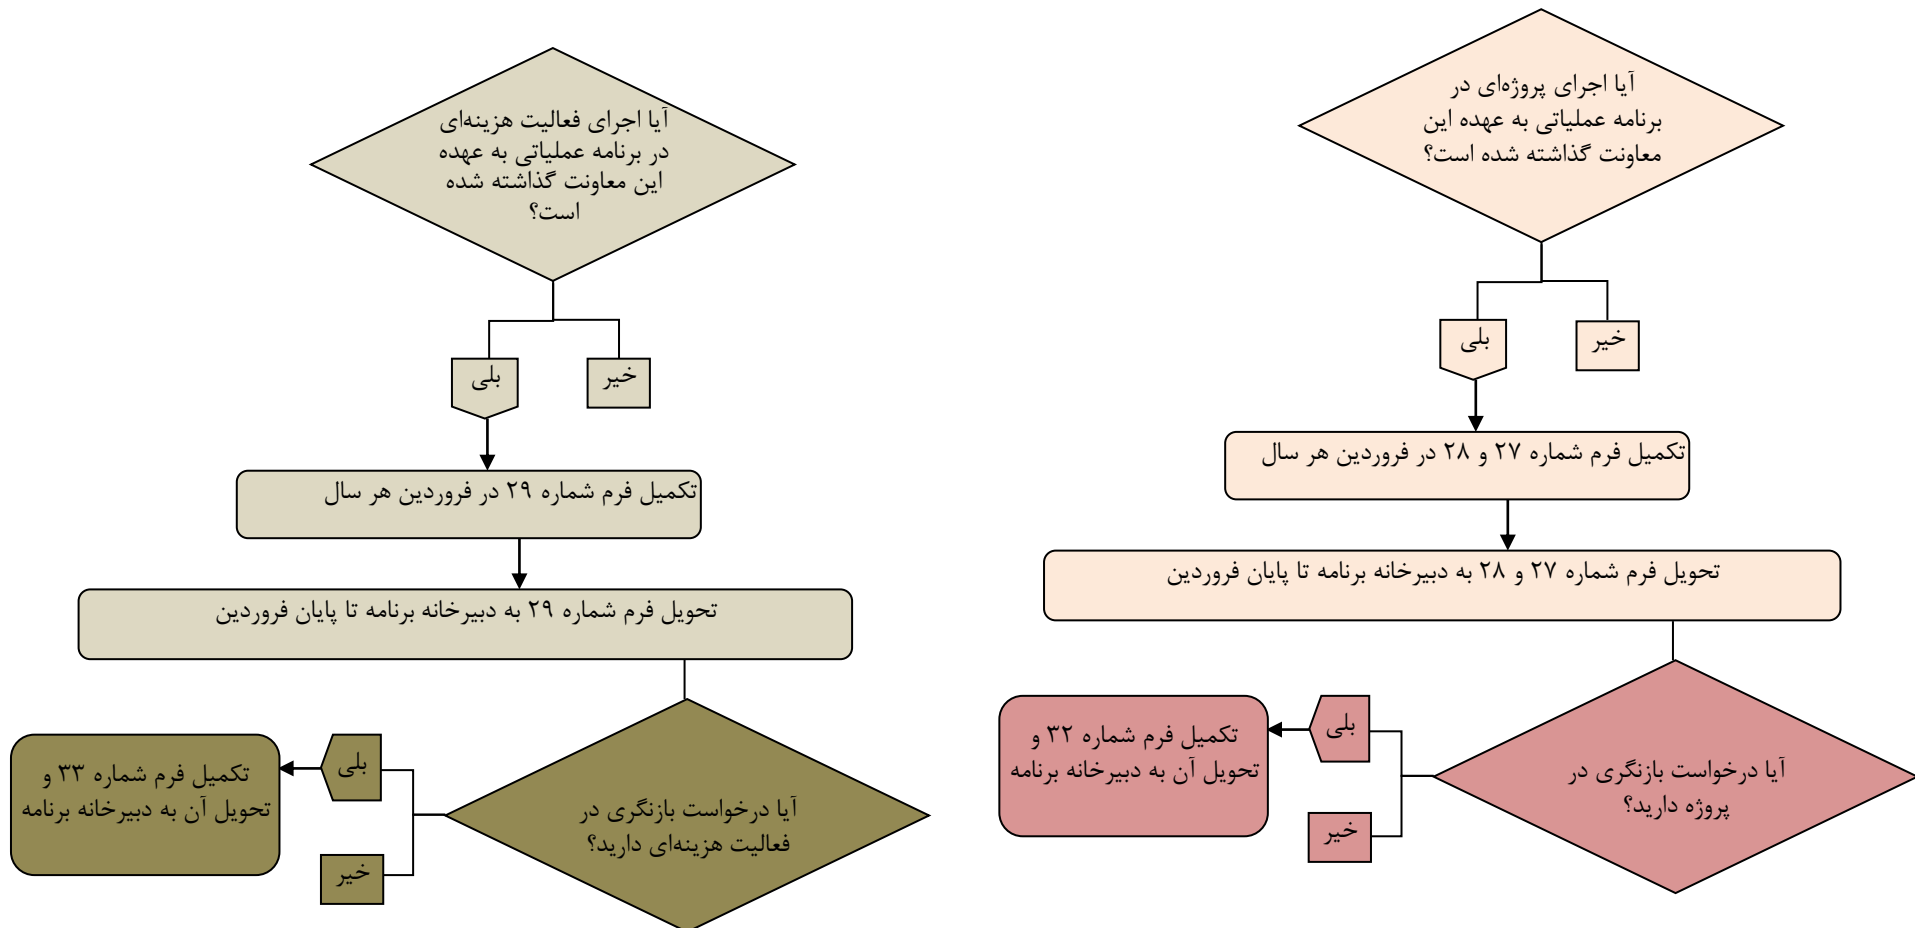 آیا اجرای پروژه‌ای در
برنامه عملیاتی به عهده این
معاونت گذاشته شده است؟
خیر
بلی
تکمیل فرم شماره ۲۷ و ۲۸ در فروردین هر سال
تحویل فرم شماره ۲۷ و ۲۸ به دبیرخانه برنامه تا پایان فروردین
آیا درخواست بازنگری در
پروژه دارید؟
بلی
تکمیل فرم شماره ۳۲ و
تحویل آن به دبیرخانه برنامه
خیر
آیا اجرای فعالیت هزینه‌ای
در برنامه عملیاتی به عهده
این معاونت گذاشته شده
است؟
خیر
بلی
تکمیل فرم شماره ۲۹ در فروردین هر سال
تحویل فرم شماره ۲۹ به دبیرخانه برنامه تا پایان فروردین
آیا درخواست بازنگری در
فعالیت هزینه‌ای دارید؟
بلی
تکمیل فرم شماره ۳۳ و
تحویل آن به دبیرخانه برنامه
خیر